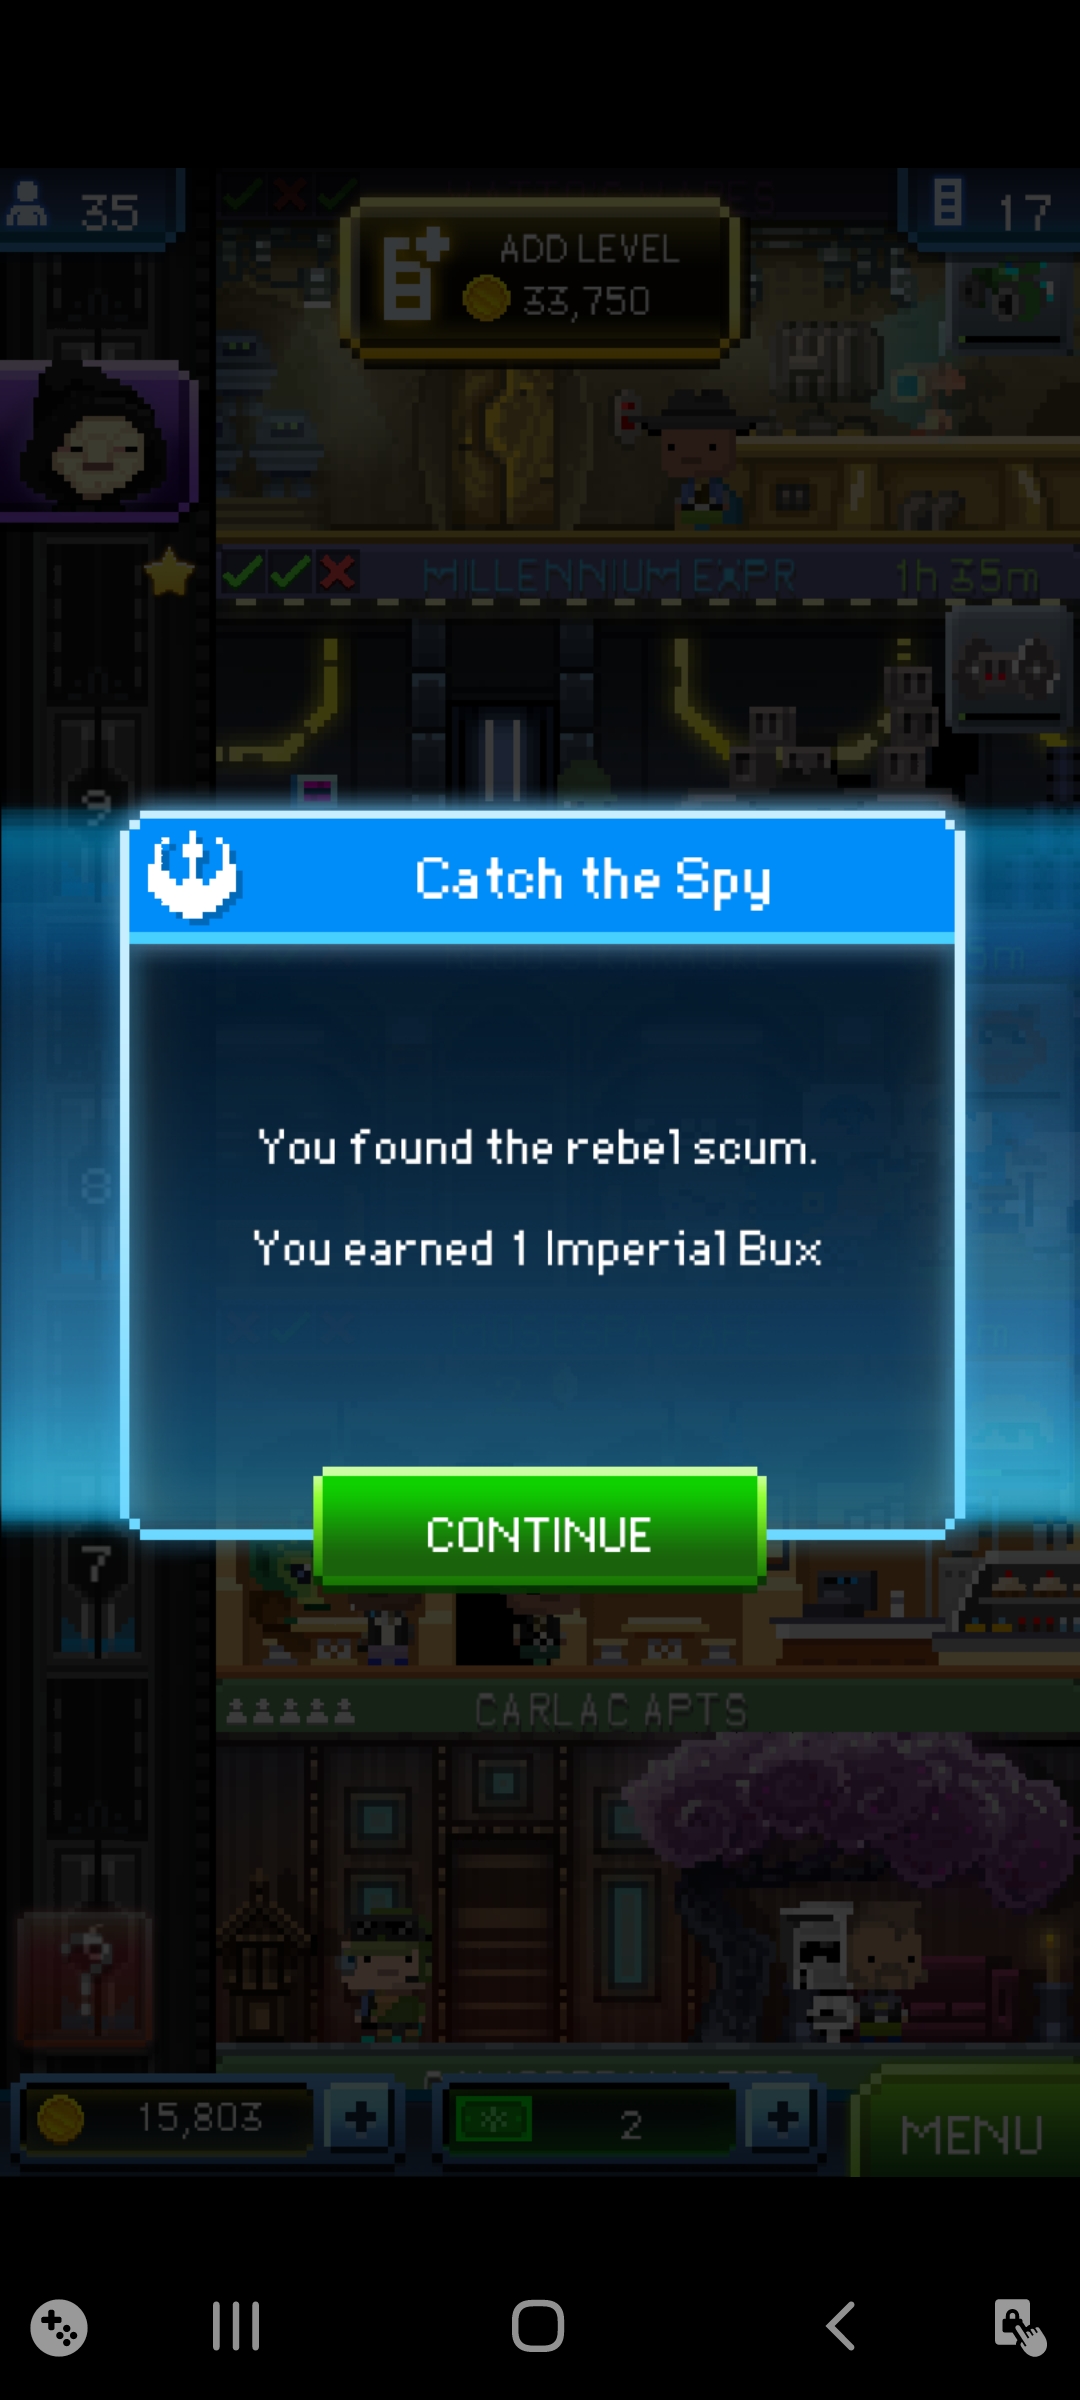 35
ADD LEVEL
33,750
17
MILLENNIUM EXPR
1h 35m
9
Catch the Spy
8
You found the rebel scum.
You earned 1 Imperial Bux
CONTINUE
7
CARLAC APTS
?
15,803
+
2
+
MENU